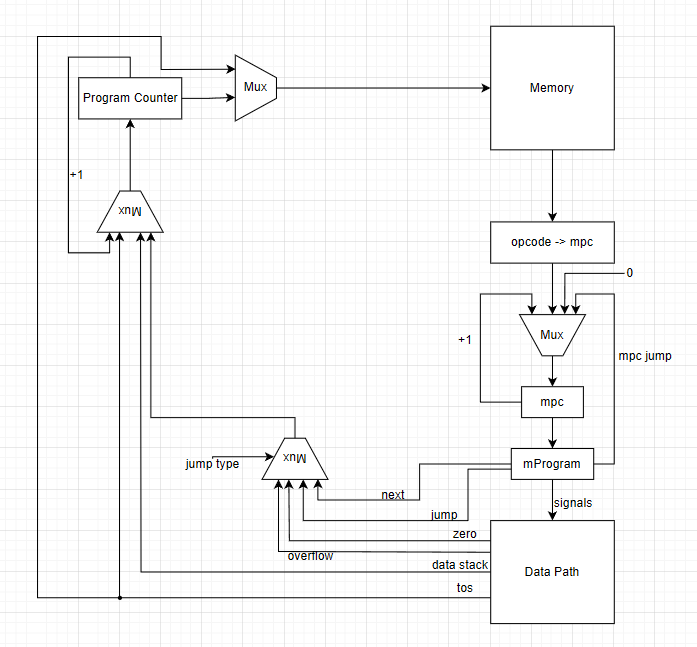 Program Counter
Mux
Memory
+1
Mux
opcode -> mpc
0
Mux
+1
mpc jump
mpc
Mux
jump type
mProgram
next
signals
jump
zero
overflow
data stack
Data Path
tos